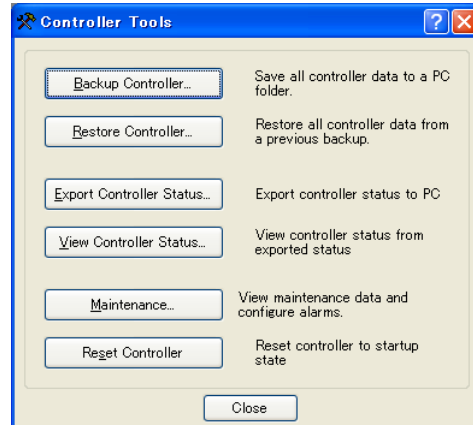 Controller Tools
Backup Controller...
Save all controller data to a PC
folder.
Restore Controller...
Restore all controller data from
a previous backup.
Export Controller Status...
Export controller status to PC
View Controller Status...
View controller status from
exported status
Maintenance...
View maintenance data and
configure alarms.
Reset Controller
Reset controller to startup
state
Close